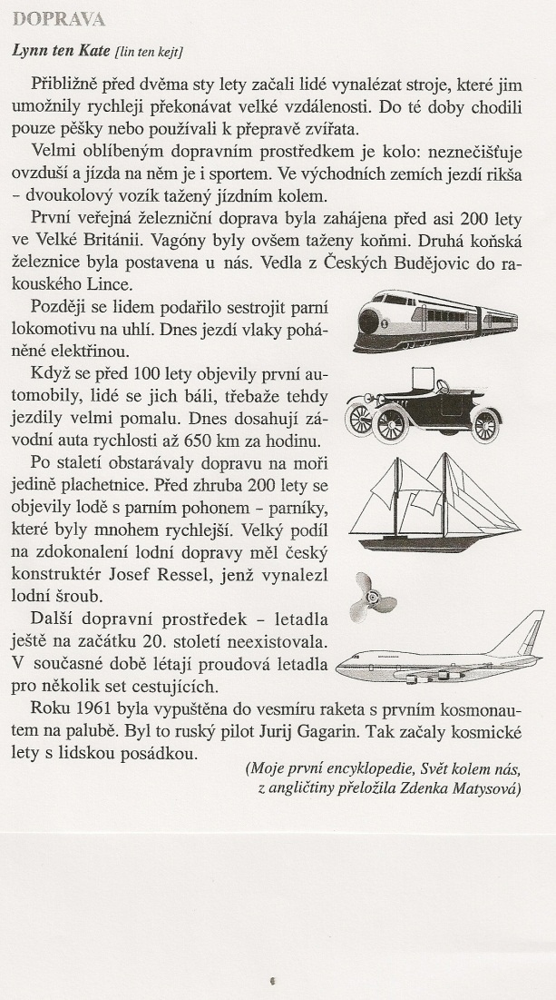 DOPRAVA
Lynn ten Kate [lin ten kejt]
Přibližně před dvěma sty lety začali lidé vynalézat stroje, které jim
umožnily rychleji překonávat velké vzdálenosti. Do té doby chodili
pouze pěšky nebo používali k přepravě zvířata.
Velmi oblíbeným dopravním prostředkem je kolo: neznečišťuje
ovzduší a jízda na něm je i sportem. Ve východních zemích jezdí rikša
– dvoukolový vozík tažený jízdním kolem.
První veřejná železniční doprava byla zahájena před asi 200 lety
ve Velké Británii. Vagóny byly ovšem taženy koňmi. Druhá koňská
železnice byla postavena u nás. Vedla z Českých Budějovic do ra-
kouského Lince.
Později se lidem podařilo sestrojit parní
lokomotivu na uhlí. Dnes jezdí vlaky pohá-
něné elektřinou.
Když se před 100 lety objevily první au-
tomobily, lidé se jich báli, třebaže tehdy
jezdily velmi pomalu. Dnes dosahují zá-
vodní auta rychlosti až 650 km za hodinu.
Po staletí obstarávaly dopravu na moři
jedině plachetnice. Před zhruba 200 lety se
objevily lodě s parním pohonem – parníky,
které byly mnohem rychlejší. Velký podíl
na zdokonalení lodní dopravy měl český
konstruktér Josef Ressel, jenž vynalezl
lodní šroub.
Další dopravní prostředek – letadla
ještě na začátku 20. století neexistovala.
V současné době létají proudová letadla
pro několik set cestujících.
Roku 1961 byla vypuštěna do vesmíru raketa s prvním kosmonau-
tem na palubě. Byl to ruský pilot Jurij Gagarin. Tak začaly kosmické
lety s lidskou posádkou.
(Moje první encyklopedie, Svět kolem nás,
z angličtiny přeložila Zdenka Matysová)